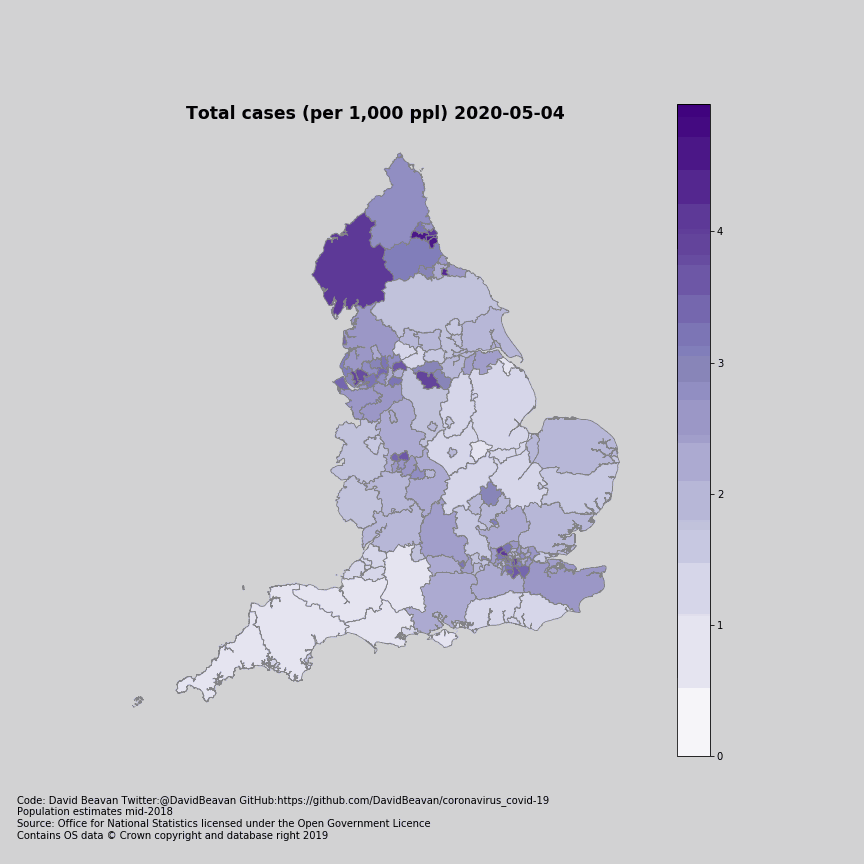 Total cases (per 1,000 ppl) 2020-05-04
4
3
2
1
0
Code: David Beavan Twitter:@DavidBeavan GitHub:https://github.com/DavidBeavan/coronavirus_covid-19
Population estimates mid-2018
Source: Office for National Statistics licensed under the Open Government Licence
Contains OS data © Crown copyright and database right 2019